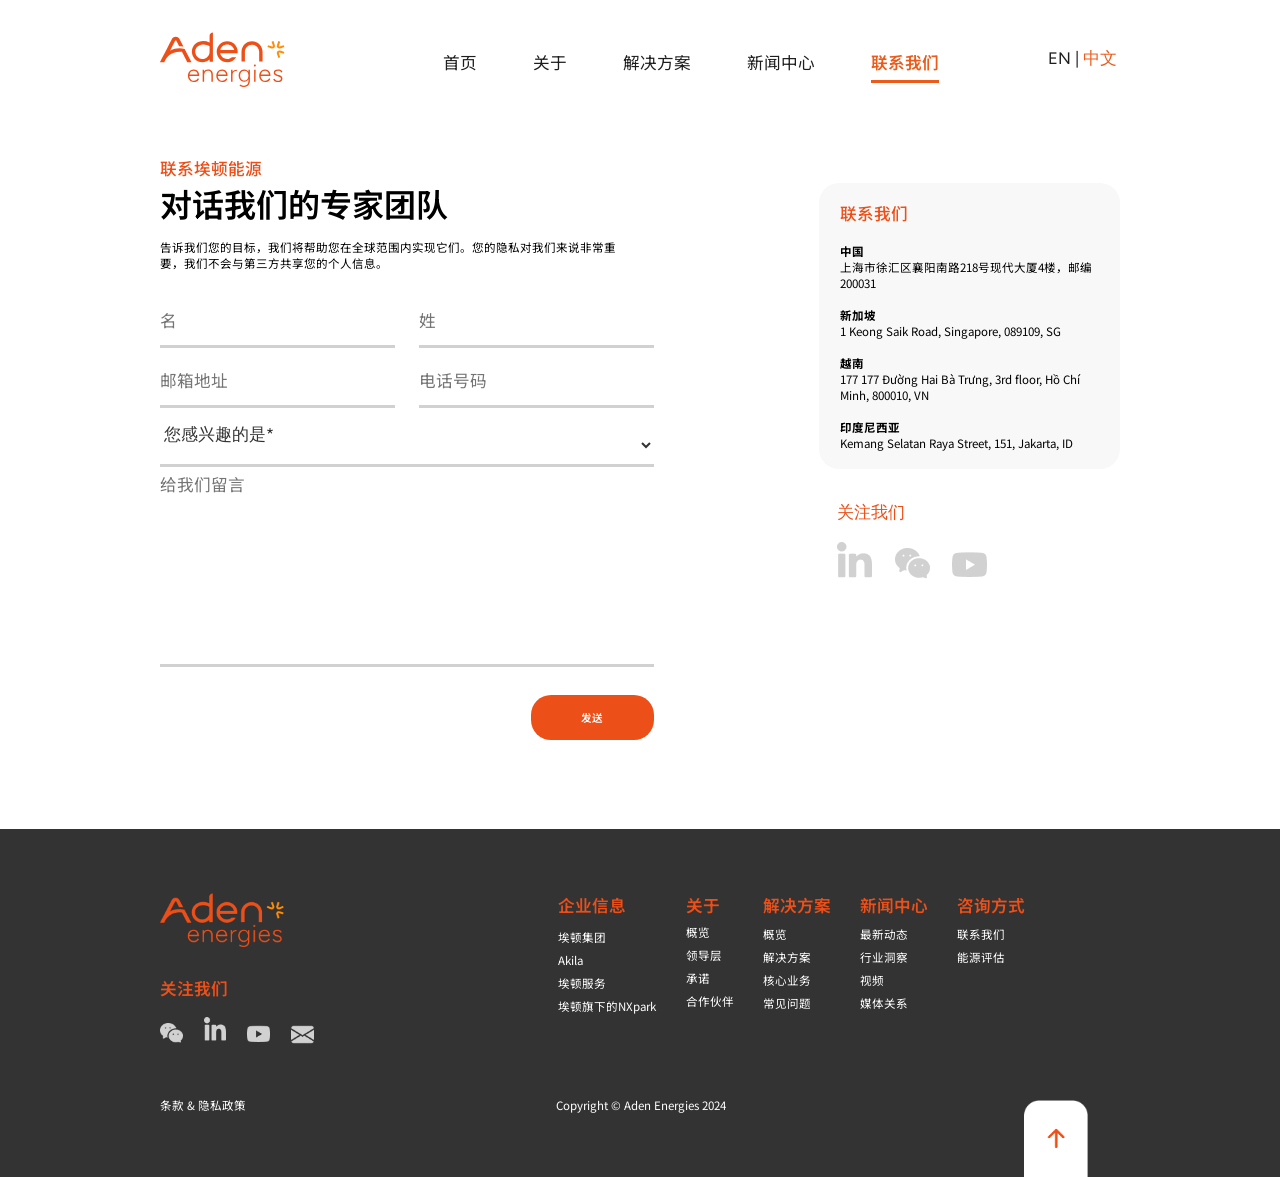 Aden
energies
首页
关于
解决方案
新闻中心
联系我们
EN | 中文
联系埃顿能源
对话我们的专家团队
告诉我们您的目标，我们将帮助您在全球范围内实现它们。您的隐私对我们来说非常重
要，我们不会与第三方共享您的个人信息。
名
姓
邮箱地址
电话号码
您感兴趣的是*
给我们留言
发送
联系我们
中国
上海市徐汇区襄阳南路218号现代大厦4楼，邮编
200031
新加坡
1 Keong Saik Road, Singapore, 089109, SG
越南
177 177 Đường Hai Bà Trưng, 3rd floor, Hồ Chí
Minh, 800010, VN
印度尼西亚
Kemang Selatan Raya Street, 151, Jakarta, ID
关注我们
Aden
energies
关注我们
企业信息
埃顿集团
Akila
埃顿服务
埃顿旗下的NXpark
关于
概览
领导层
承诺
合作伙伴
解决方案
概览
解决方案
核心业务
常见问题
新闻中心
最新动态
行业洞察
视频
媒体关系
咨询方式
联系我们
能源评估
条款 & 隐私政策
Copyright © Aden Energies 2024